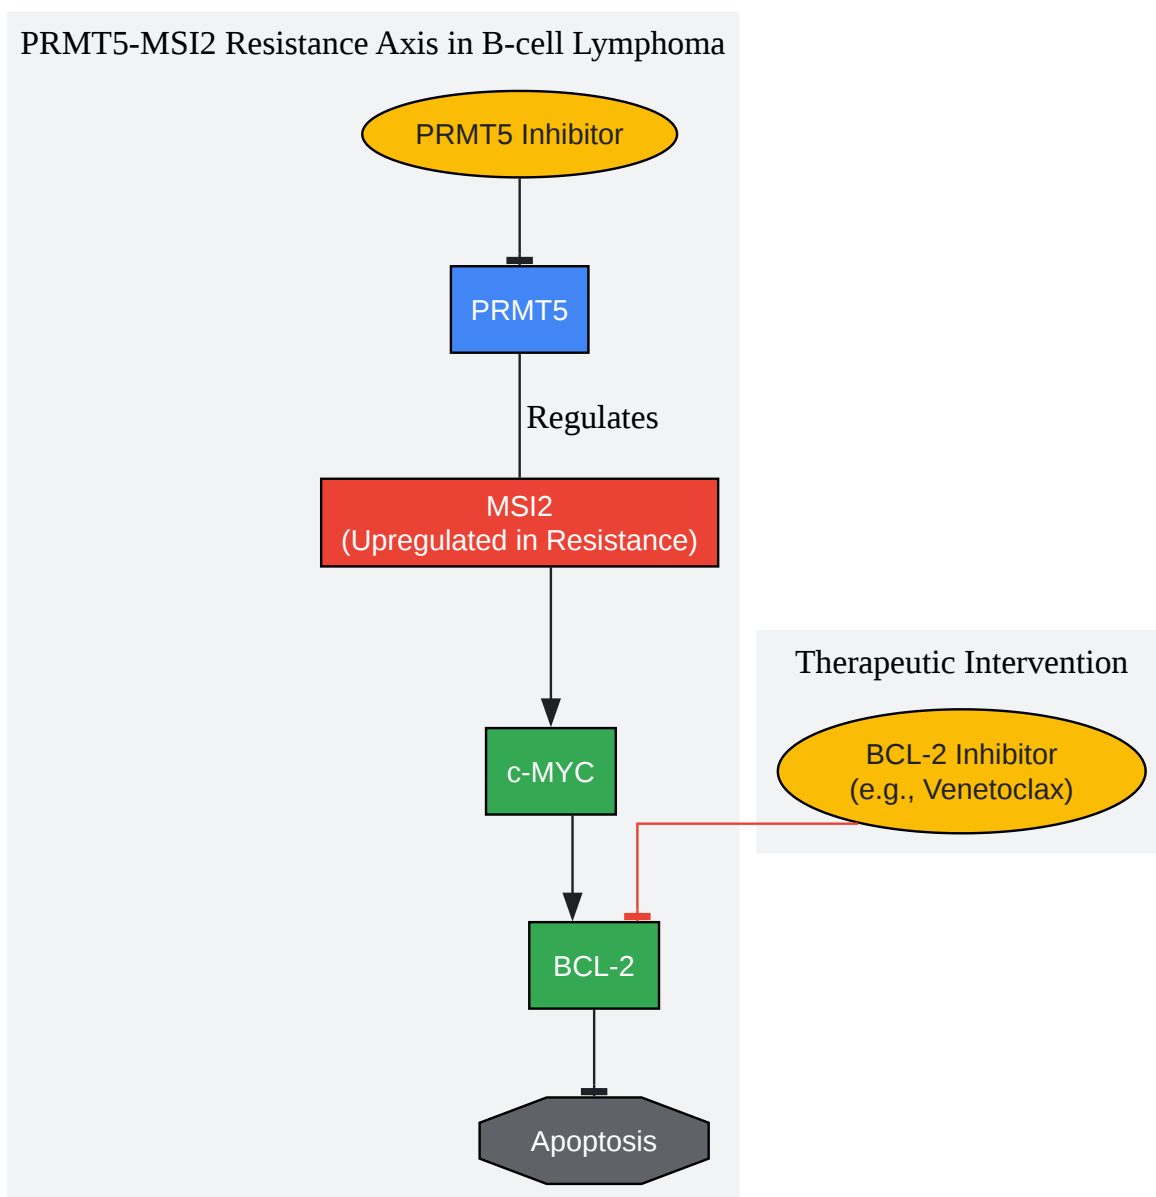 PRMT5-MSI2 Resistance Axis in B-cell Lymphoma
PRMT5 Inhibitor
PRMT5
Regulates
MSI2
(Upregulated in Resistance)
Therapeutic Intervention
c-MYC
BCL-2 Inhibitor
(e.g., Venetoclax)
BCL-2
Apoptosis